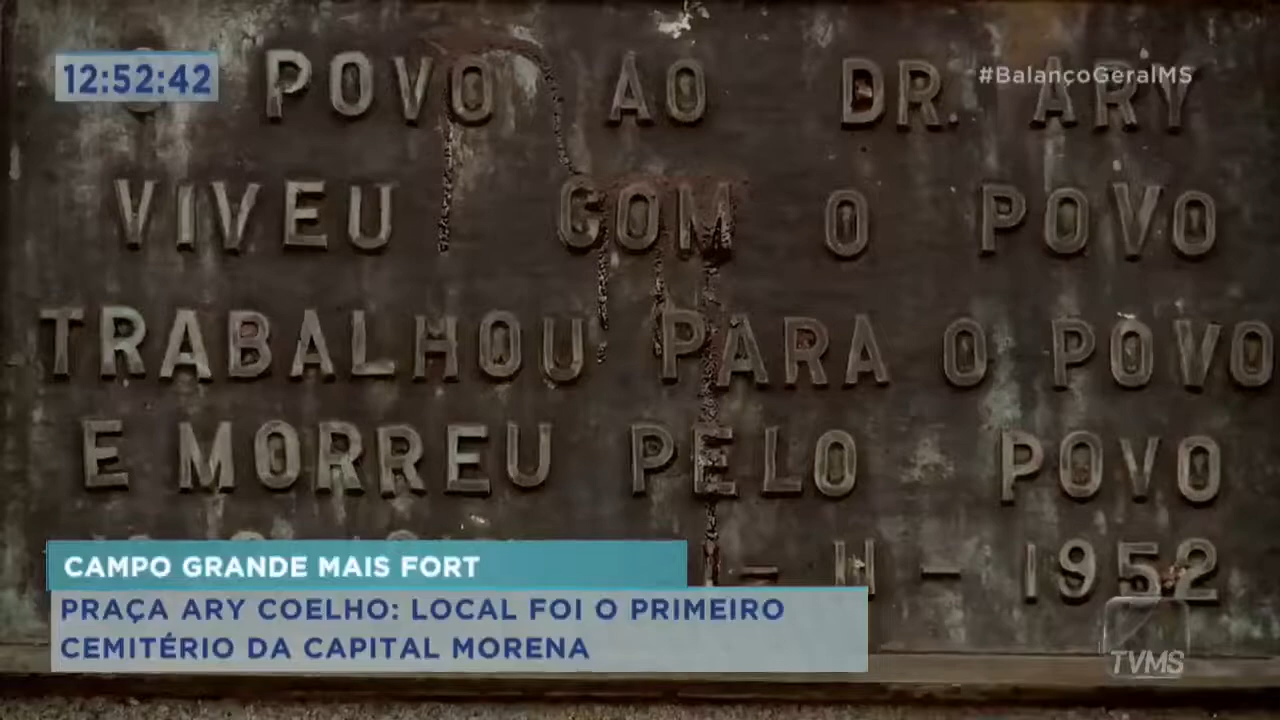 12:52:42
#BalançoGeralMS
O POVO AO DR. ARY
VIVEU COM O POVO
TRABALHOU PARA O POVO
E MORREU PELO POVO
- 11 - 1952
CAMPO GRANDE MAIS FORT
PRAÇA ARY COELHO: LOCAL FOI O PRIMEIRO
CEMITÉRIO DA CAPITAL MORENA
TVMS